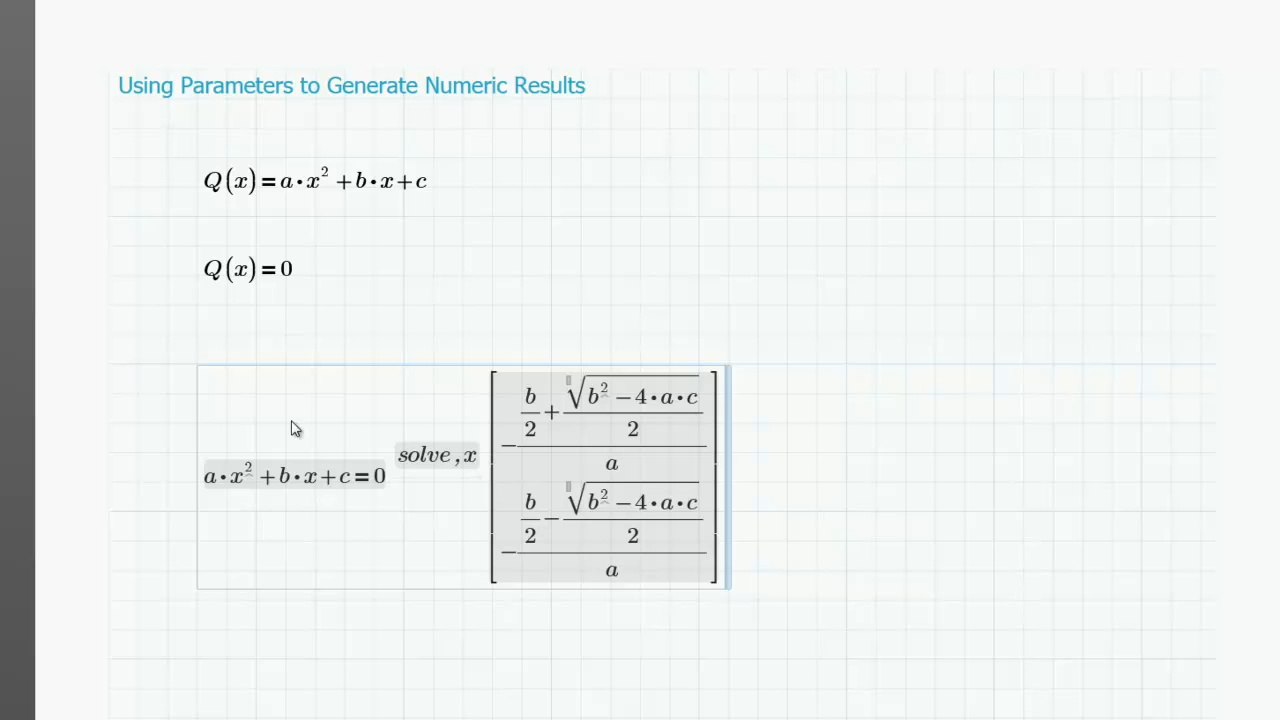 Using Parameters to Generate Numeric Results
Q(x)=a·x²+b·x+c
Q(x)=0
a·x²+b·x+c=0 solve,x [-(b/2+√(b²-4·a·c)/2)/a
-(b/2-√(b²-4·a·c)/2)/a]